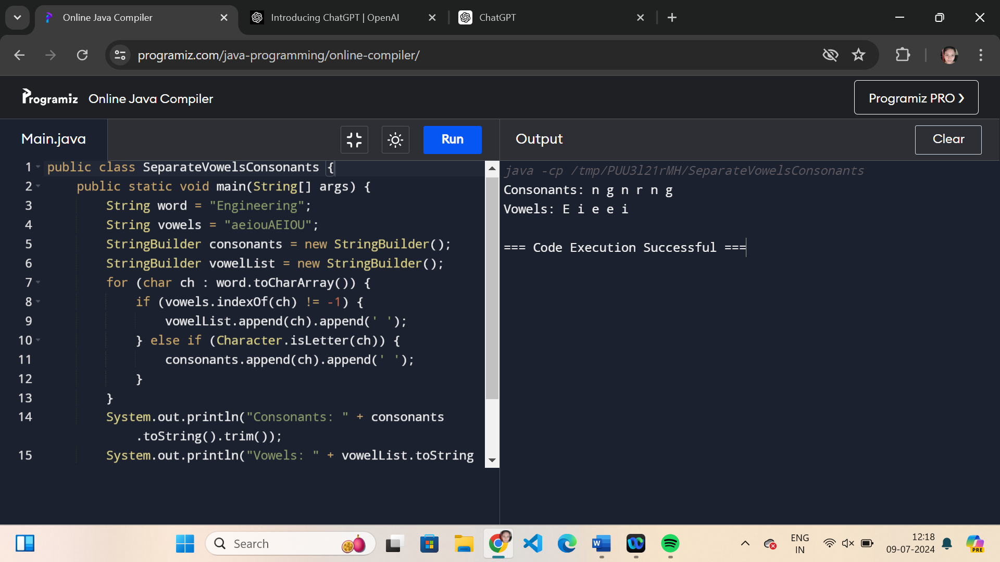 Online Java Compiler
Introducing ChatGPT | OpenAI
ChatGPT
programiz.com/java-programming/online-compiler/
Programiz Online Java Compiler
Programiz PRO
Main.java
Run
Output
Clear
1 public class SeparateVowelsConsonants {
2 public static void main(String[] args) {
3 String word = "Engineering";
4 String vowels = "aeiouAEIOU";
5 StringBuilder consonants = new StringBuilder();
6 StringBuilder vowelList = new StringBuilder();
7 for (char ch : word.toCharArray()) {
8 if (vowels.indexOf(ch) != -1) {
9 vowelList.append(ch).append(' ');
10 } else if (Character.isLetter(ch)) {
11 consonants.append(ch).append(' ');
12 }
13 }
14 System.out.println("Consonants: " + consonants
.toString().trim());
15 System.out.println("Vowels: " + vowelList.toString
java -cp /tmp/PUU3l21rMH/SeparateVowelsConsonants
Consonants: n g n r n g
Vowels: E i e e i
=== Code Execution Successful ===
Search
W
ENG
IN
12:18
09-07-2024
PRE